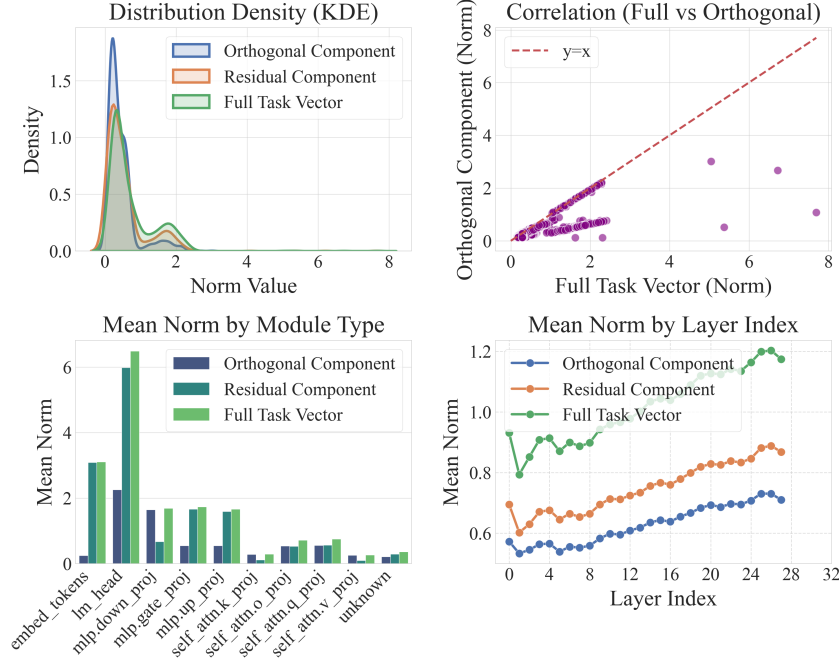 Distribution Density (KDE)
Density
1.5
1.0
0.5
0.0
Orthogonal Component
Residual Component
Full Task Vector
0 2 4 6 8
Norm Value
Correlation (Full vs Orthogonal)
Orthogonal Component (Norm)
8
6
4
2
0
y=x
0 2 4 6 8
Full Task Vector (Norm)
Mean Norm by Module Type
Mean Norm
6
4
2
0
Orthogonal Component
Residual Component
Full Task Vector
embed_tokens
lm_head
mlp.down_proj
mlp.gate_proj
mlp.up_proj
self_attn.k_proj
self_attn.o_proj
self_attn.q_proj
self_attn.v_proj
unknown
Mean Norm by Layer Index
Mean Norm
1.2
1.0
0.8
0.6
Orthogonal Component
Residual Component
Full Task Vector
0 4 8 12 16 20 24 28 32
Layer Index